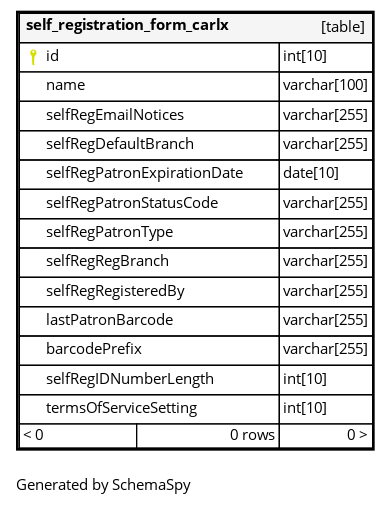 self_registration_form_carlx [table]
id int[10]
name varchar[100]
selfRegEmailNotices varchar[255]
selfRegDefaultBranch varchar[255]
selfRegPatronExpirationDate date[10]
selfRegPatronStatusCode varchar[255]
selfRegPatronType varchar[255]
selfRegRegBranch varchar[255]
selfRegRegisteredBy varchar[255]
lastPatronBarcode varchar[255]
barcodePrefix varchar[255]
selfRegIDNumberLength int[10]
termsOfServiceSetting int[10]
< 0 0 rows 0 >
Generated by SchemaSpy